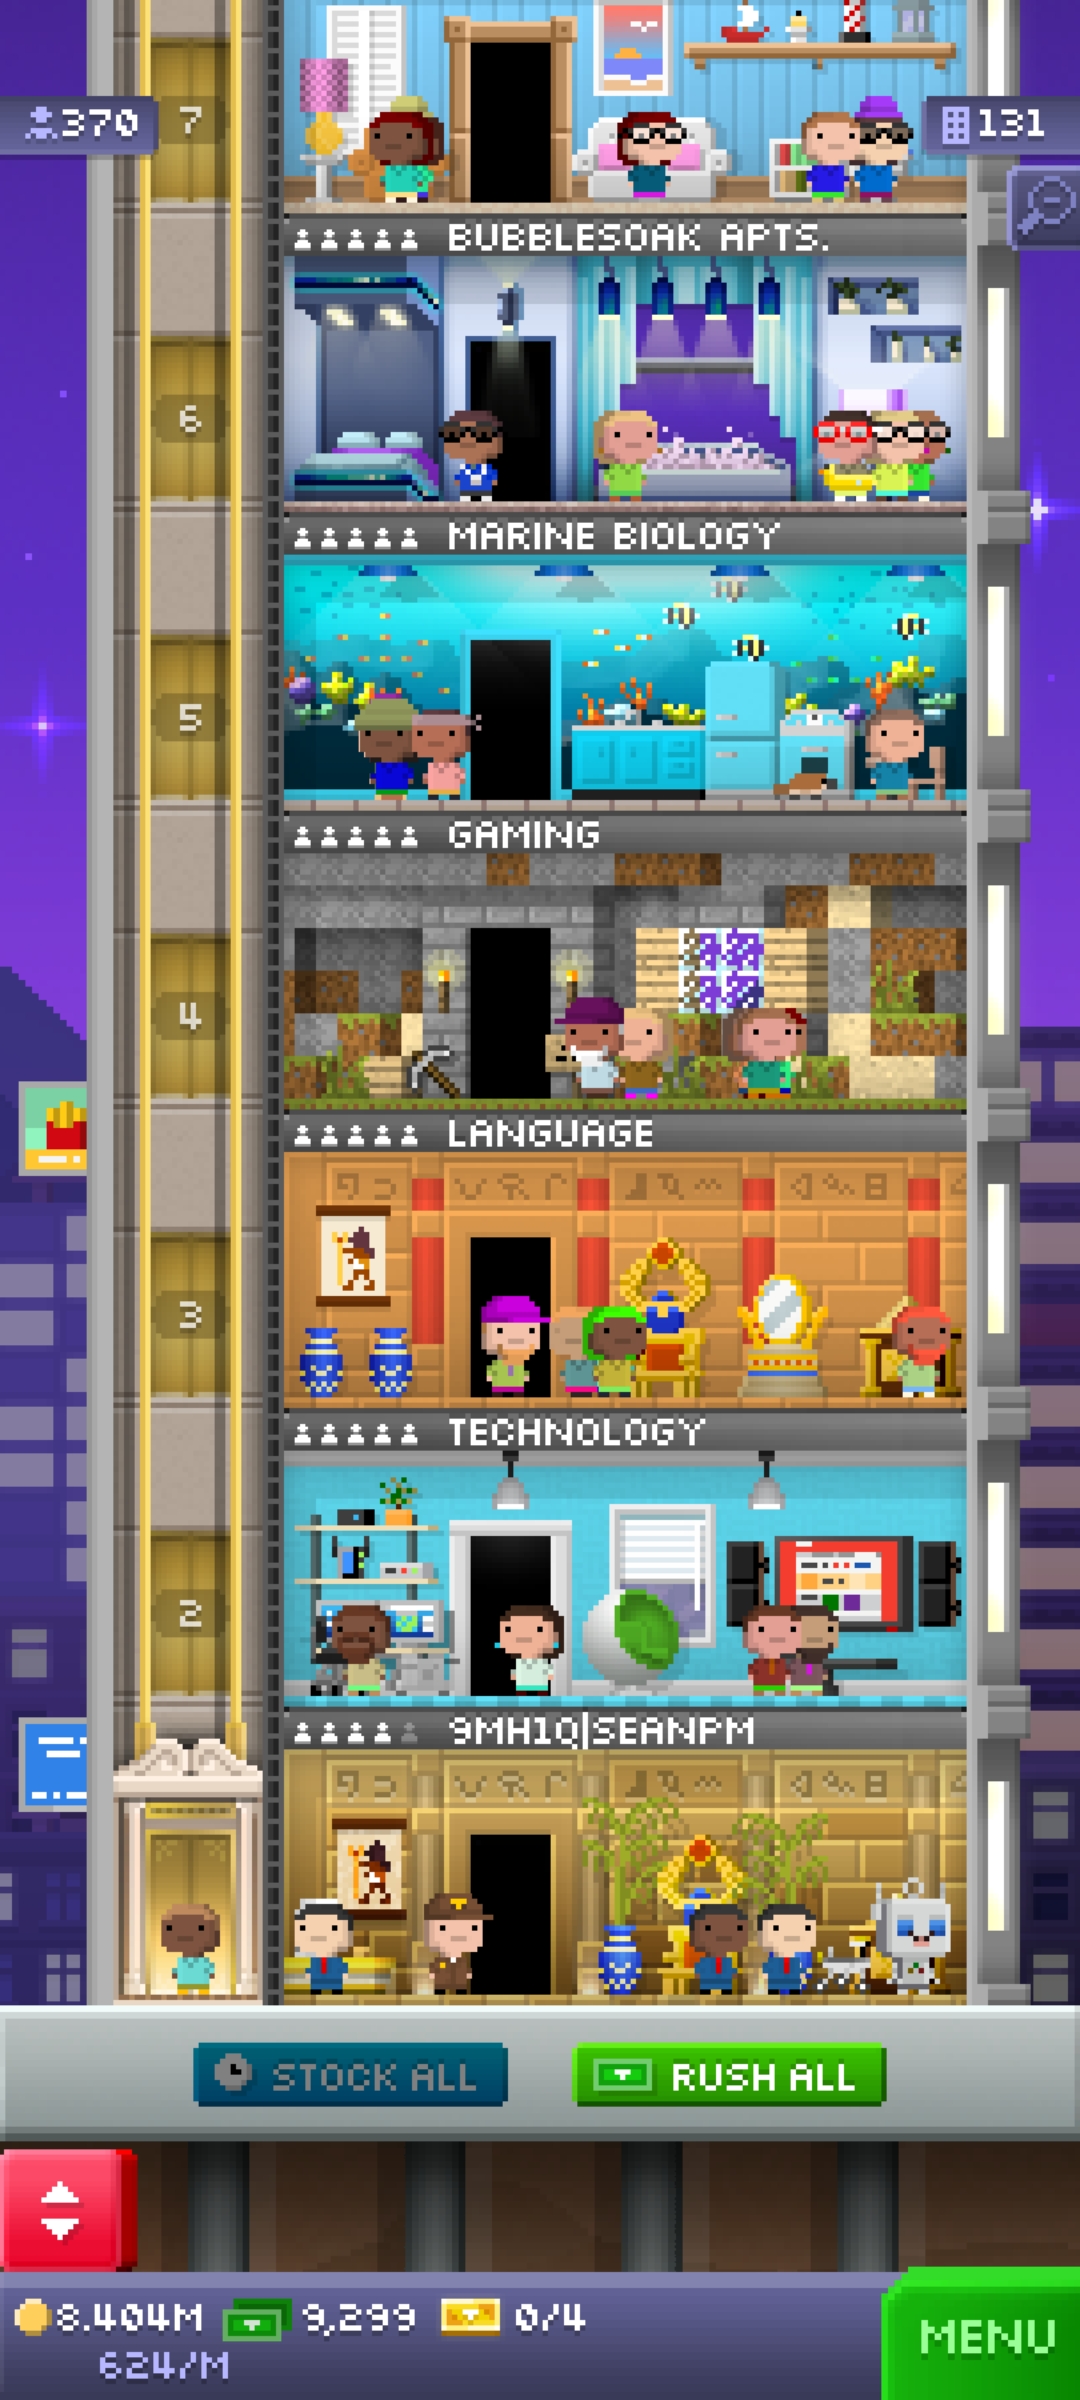 370
7
131
BUBBLESOAK APTS.
6
MARINE BIOLOGY
5
GAMING
4
LANGUAGE
3
TECHNOLOGY
2
9MH1Q|SEANPM
STOCK ALL
RUSH ALL
8.404M
9,299
0/4
624/M
MENU